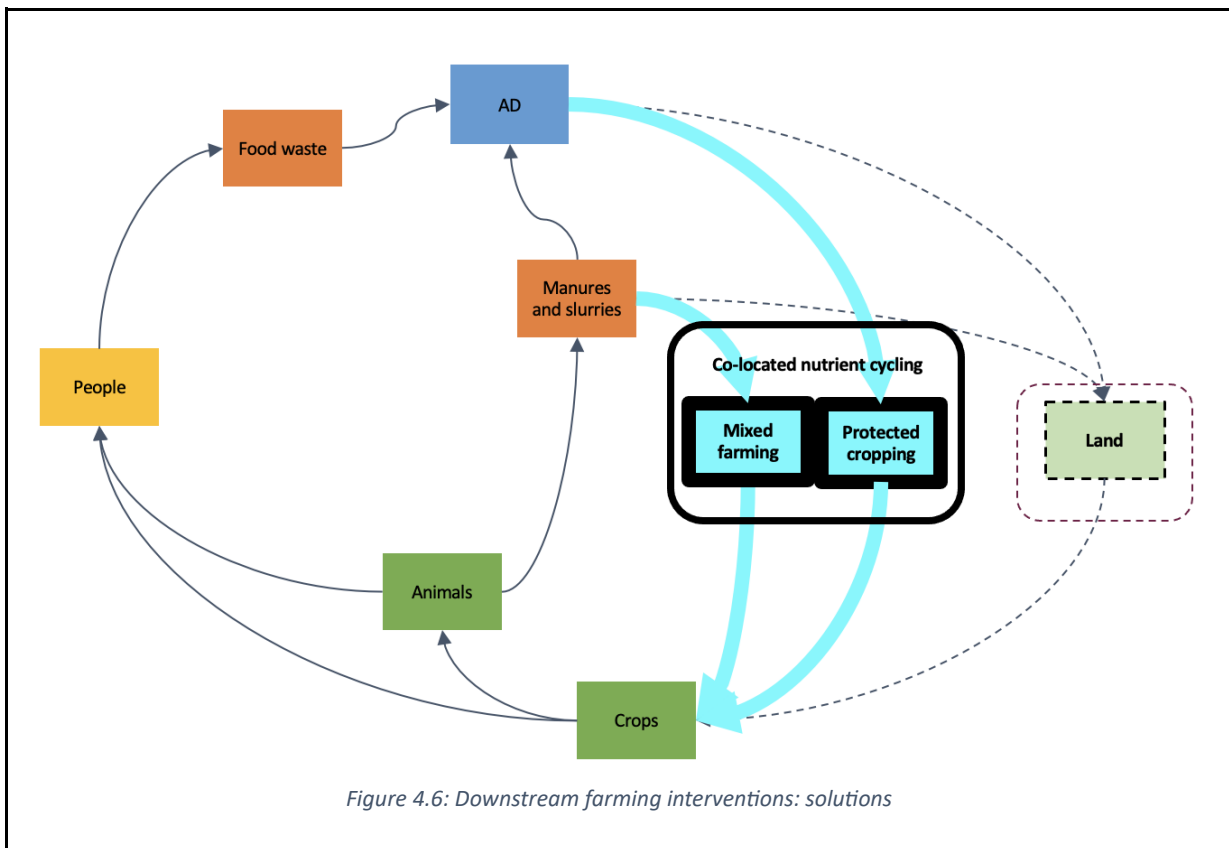 AD
Food waste
Manures
and slurries
Co-located nutrient cycling
People
Mixed
farming
Protected
cropping
Land
Animals
Crops
Figure 4.6: Downstream farming interventions: solutions